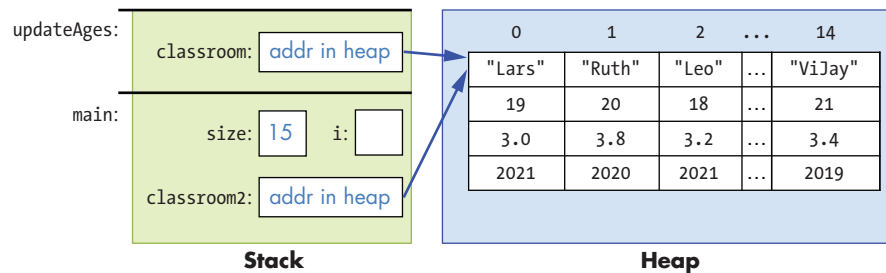 updateAges:
classroom: addr in heap
main:
size: 15 i:
classroom2: addr in heap
Stack
0 1 2 ... 14
"Lars" "Ruth" "Leo" ... "ViJay"
19 20 18 ... 21
3.0 3.8 3.2 ... 3.4
2021 2020 2021 ... 2019
Heap